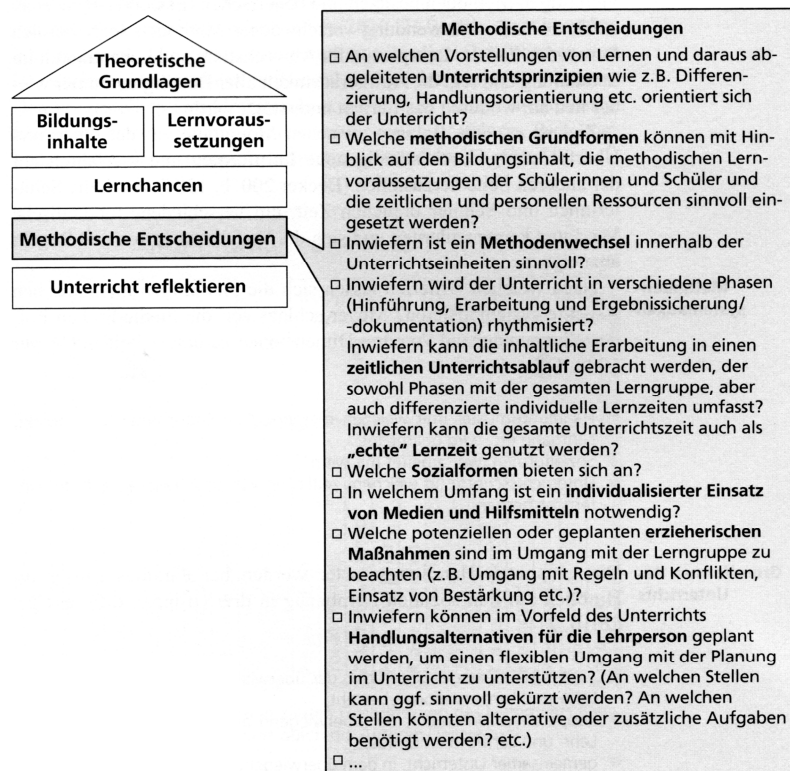 Theoretische
Grundlagen
Bildungs-
inhalte
Lernvoraus-
setzungen
Lernchancen
Methodische Entscheidungen
Unterricht reflektieren
Methodische Entscheidungen
□ An welchen Vorstellungen von Lernen und daraus ab-
geleiteten Unterrichtsprinzipien wie z.B. Differen-
zierung, Handlungsorientierung etc. orientiert sich
der Unterricht?
□ Welche methodischen Grundformen können mit Hin-
blick auf den Bildungsinhalt, die methodischen Lern-
voraussetzungen der Schülerinnen und Schüler und
die zeitlichen und personellen Ressourcen sinnvoll ein-
gesetzt werden?
□ Inwiefern ist ein Methodenwechsel innerhalb der
Unterrichtseinheiten sinnvoll?
□ Inwiefern wird der Unterricht in verschiedene Phasen
(Hinführung, Erarbeitung und Ergebnissicherung/
-dokumentation) rhythmisiert?
Inwiefern kann die inhaltliche Erarbeitung in einen
zeitlichen Unterrichtsablauf gebracht werden, der
sowohl Phasen mit der gesamten Lerngruppe, aber
auch differenzierte individuelle Lernzeiten umfasst?
Inwiefern kann die gesamte Unterrichtszeit auch als
„echte“ Lernzeit genutzt werden?
□ Welche Sozialformen bieten sich an?
□ In welchem Umfang ist ein individualisierter Einsatz
von Medien und Hilfsmitteln notwendig?
□ Welche potenziellen oder geplanten erzieherischen
Maßnahmen sind im Umgang mit der Lerngruppe zu
beachten (z.B. Umgang mit Regeln und Konflikten,
Einsatz von Bestärkung etc.)?
□ Inwiefern können im Vorfeld des Unterrichts
Handlungsalternativen für die Lehrperson geplant
werden, um einen flexiblen Umgang mit der Planung
im Unterricht zu unterstützen? (An welchen Stellen
kann ggf. sinnvoll gekürzt werden? An welchen
Stellen könnten alternative oder zusätzliche Aufgaben
benötigt werden? etc.)
□ ...